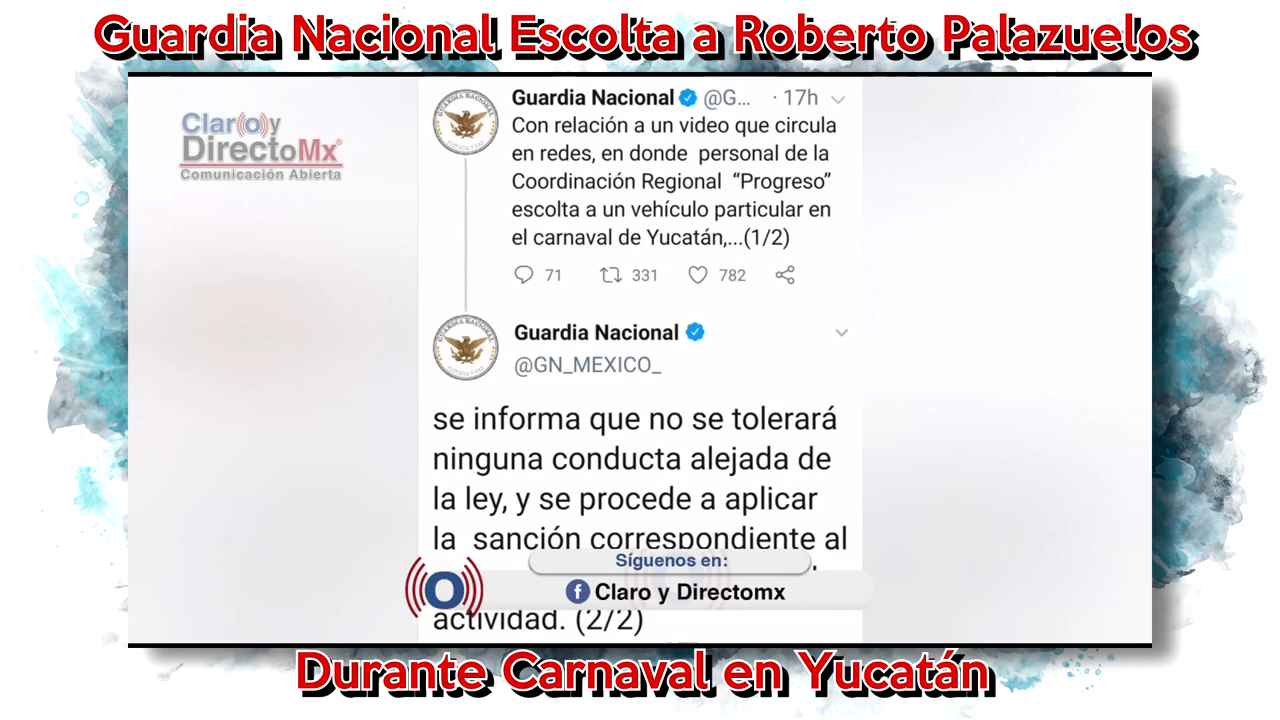 Guardia Nacional Escolta a Roberto Palazuelos
Claro y
DirectoMx
Comunicación Abierta
Guardia Nacional @G... · 17h
Con relación a un video que circula
en redes, en donde personal de la
Coordinación Regional “Progreso”
escolta a un vehículo particular en
el carnaval de Yucatán,...(1/2)
71 331 782
Guardia Nacional
@GN_MEXICO_
se informa que no se tolerará
ninguna conducta alejada de
la ley, y se procede a aplicar
la sanción correspondiente al
Síguenos en:
Claro y Directomx
actividad. (2/2)
Durante Carnaval en Yucatán